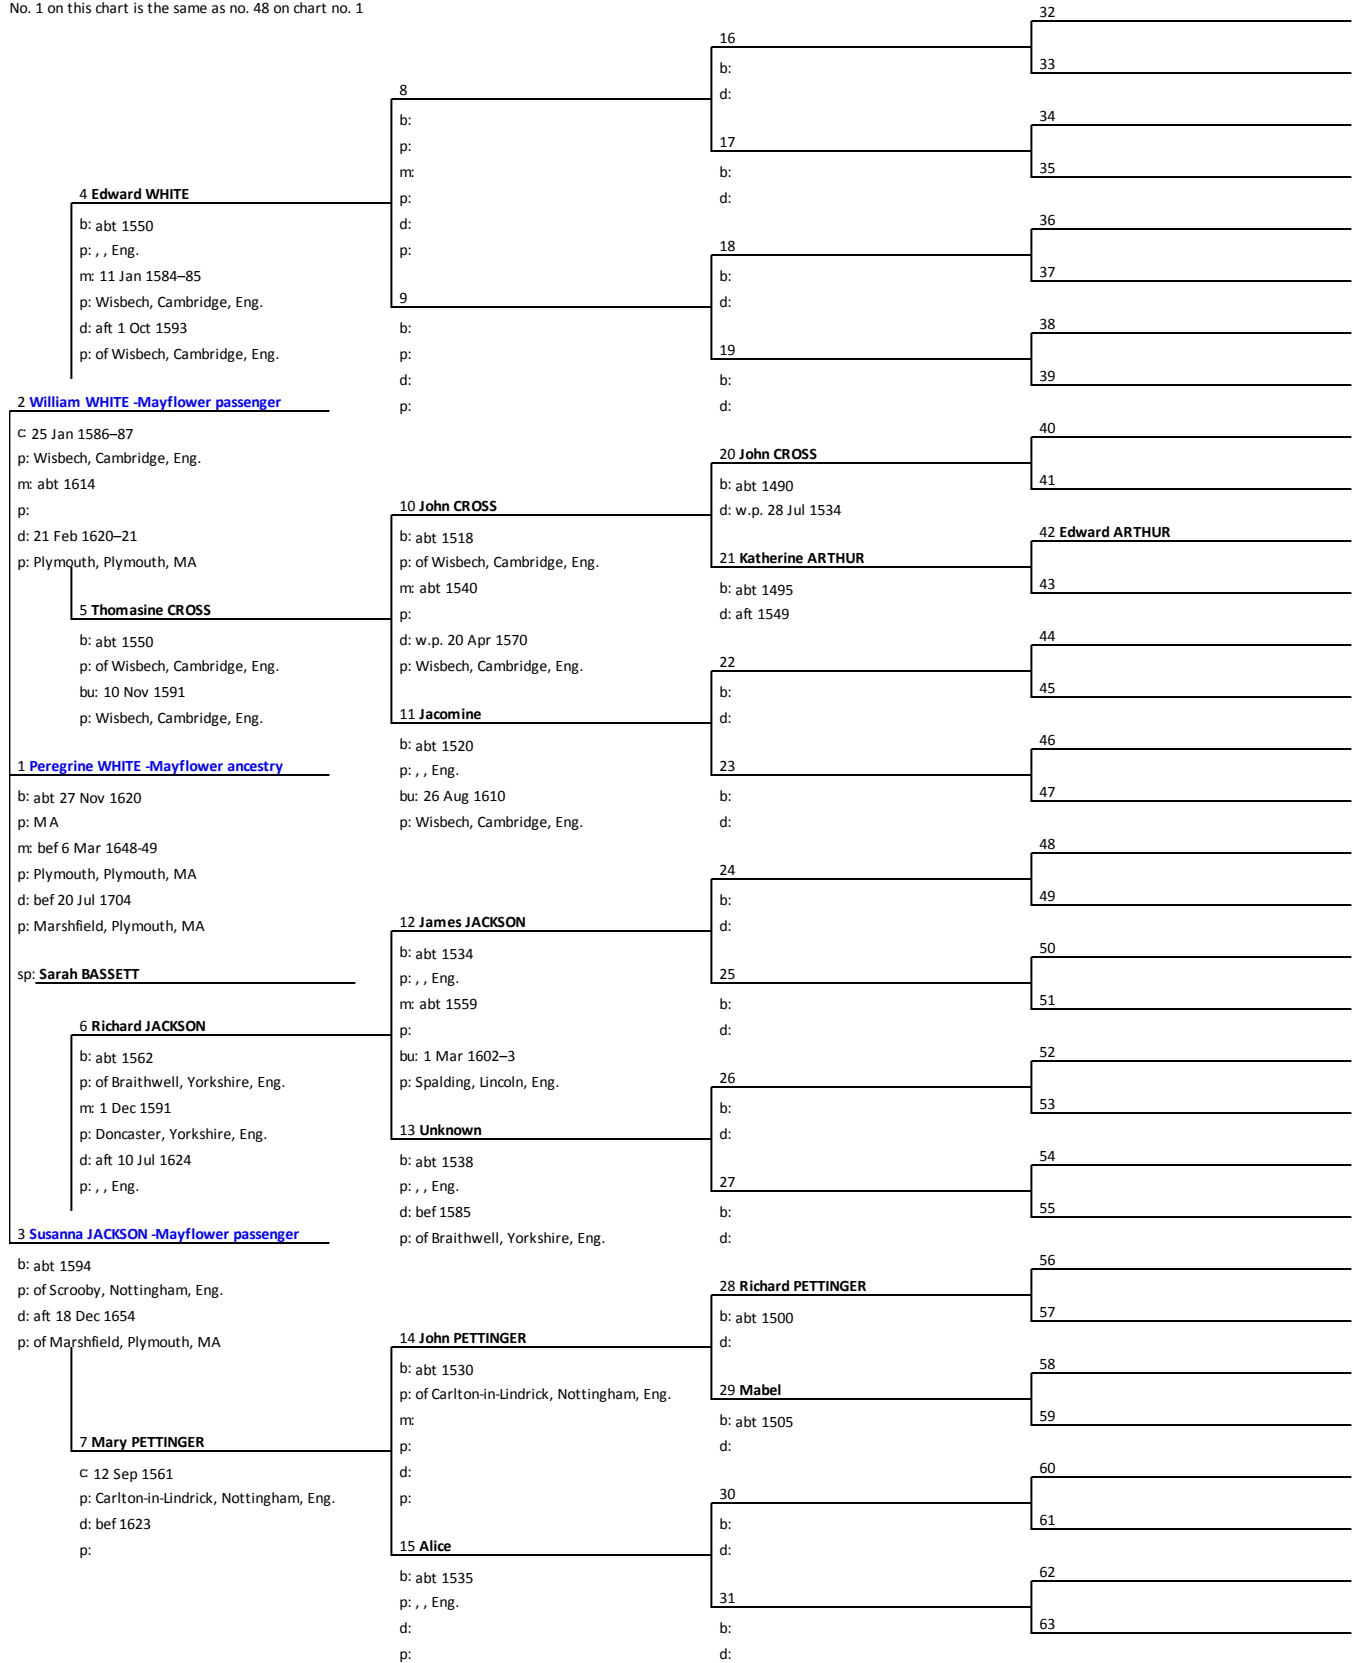 No. 1 on this chart is the same as no. 48 on chart no. 1
4 Edward WHITE
b: abt 1550
p: , , Eng.
m: 11 Jan 1584–85
p: Wisbech, Cambridge, Eng.
d: aft 1 Oct 1593
p: of Wisbech, Cambridge, Eng.
2 William WHITE -Mayflower passenger
c: 25 Jan 1586–87
p: Wisbech, Cambridge, Eng.
m: abt 1614
p:
d: 21 Feb 1620–21
p: Plymouth, Plymouth, MA
5 Thomasine CROSS
b: abt 1550
p: of Wisbech, Cambridge, Eng.
bu: 10 Nov 1591
p: Wisbech, Cambridge, Eng.
1 Peregrine WHITE -Mayflower ancestry
b: abt 27 Nov 1620
p: MA
m: bef 6 Mar 1648-49
p: Plymouth, Plymouth, MA
d: bef 20 Jul 1704
p: Marshfield, Plymouth, MA
sp: Sarah BASSETT
6 Richard JACKSON
b: abt 1562
p: of Braithwell, Yorkshire, Eng.
m: 1 Dec 1591
p: Doncaster, Yorkshire, Eng.
d: aft 10 Jul 1624
p: , , Eng.
3 Susanna JACKSON -Mayflower passenger
b: abt 1594
p: of Scrooby, Nottingham, Eng.
d: aft 18 Dec 1654
p: of Marshfield, Plymouth, MA
7 Mary PETTINGER
c: 12 Sep 1561
p: Carlton-in-Lindrick, Nottingham, Eng.
d: bef 1623
p:
8
b:
p:
m:
p:
d:
p:
9
b:
p:
d:
p:
10 John CROSS
b: abt 1518
p: of Wisbech, Cambridge, Eng.
m: abt 1540
p:
d: w.p. 20 Apr 1570
p: Wisbech, Cambridge, Eng.
11 Jacomine
b: abt 1520
p: , , Eng.
bu: 26 Aug 1610
p: Wisbech, Cambridge, Eng.
12 James JACKSON
b: abt 1534
p: , , Eng.
m: abt 1559
p:
bu: 1 Mar 1602–3
p: Spalding, Lincoln, Eng.
13 Unknown
b: abt 1538
p: , , Eng.
d: bef 1585
p: of Braithwell, Yorkshire, Eng.
14 John PETTINGER
b: abt 1530
p: of Carlton-in-Lindrick, Nottingham, Eng.
m:
p:
d:
p:
15 Alice
b: abt 1535
p: , , Eng.
d:
p:
16
b:
d:
17
b:
d:
18
b:
d:
19
b:
d:
20 John CROSS
b: abt 1490
d: w.p. 28 Jul 1534
21 Katherine ARTHUR
b: abt 1495
d: aft 1549
22
b:
d:
23
b:
d:
24
b:
d:
25
b:
d:
26
b:
d:
27
b:
d:
28 Richard PETTINGER
b: abt 1500
d:
29 Mabel
b: abt 1505
d:
30
b:
d:
31
b:
d:
32
33
34
35
36
37
38
39
40
41
42 Edward ARTHUR
43
44
45
46
47
48
49
50
51
52
53
54
55
56
57
58
59
60
61
62
63